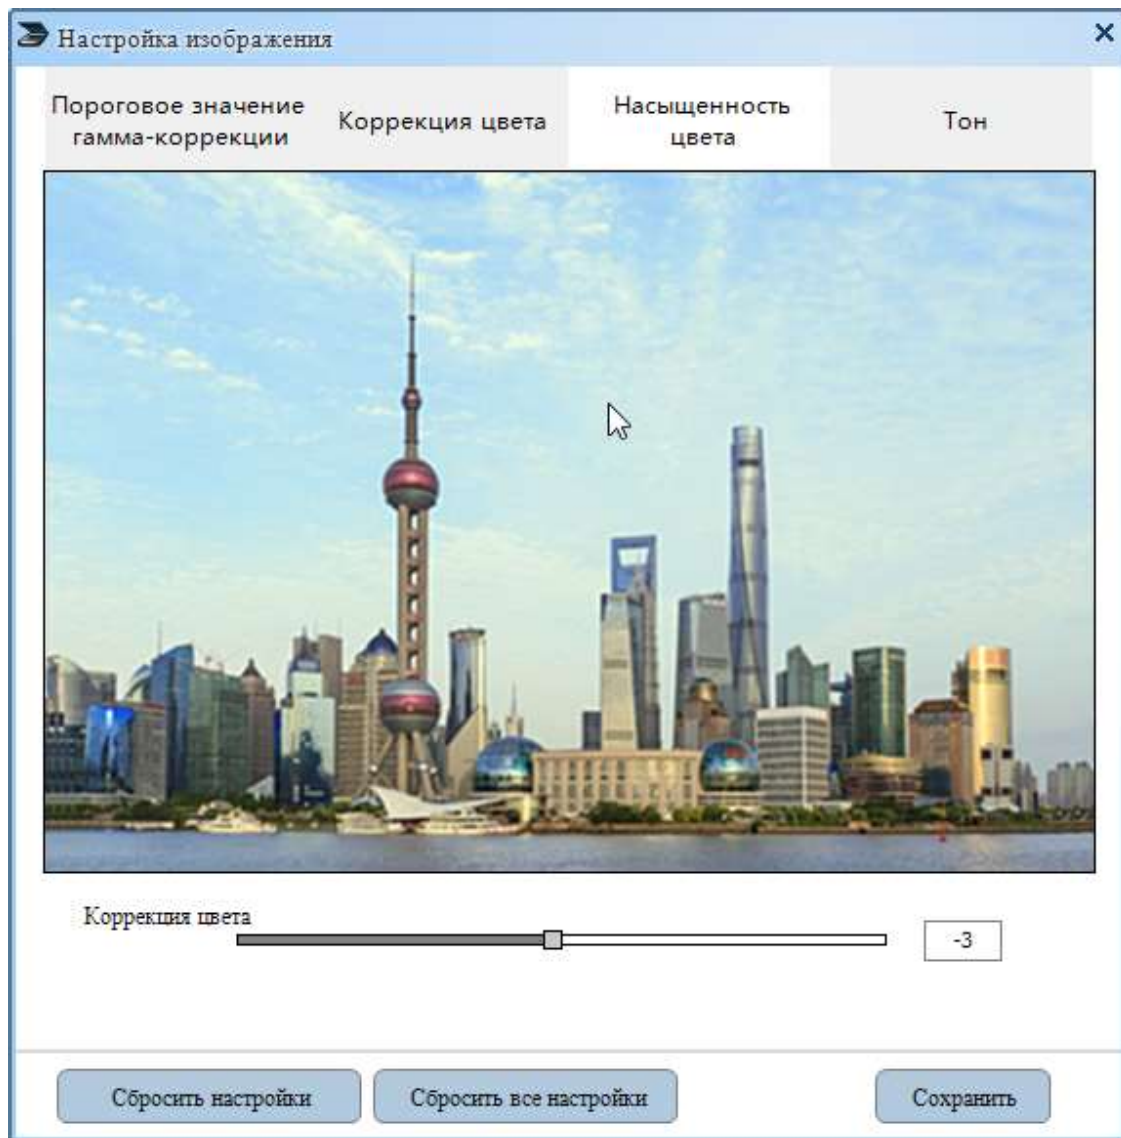 Настройка изображения
Пороговое значение
гамма-коррекции
Коррекция цвета
Насыщенность
цвета
Тон
Коррекция цвета
-3
Сбросить настройки
Сбросить все настройки
Сохранить